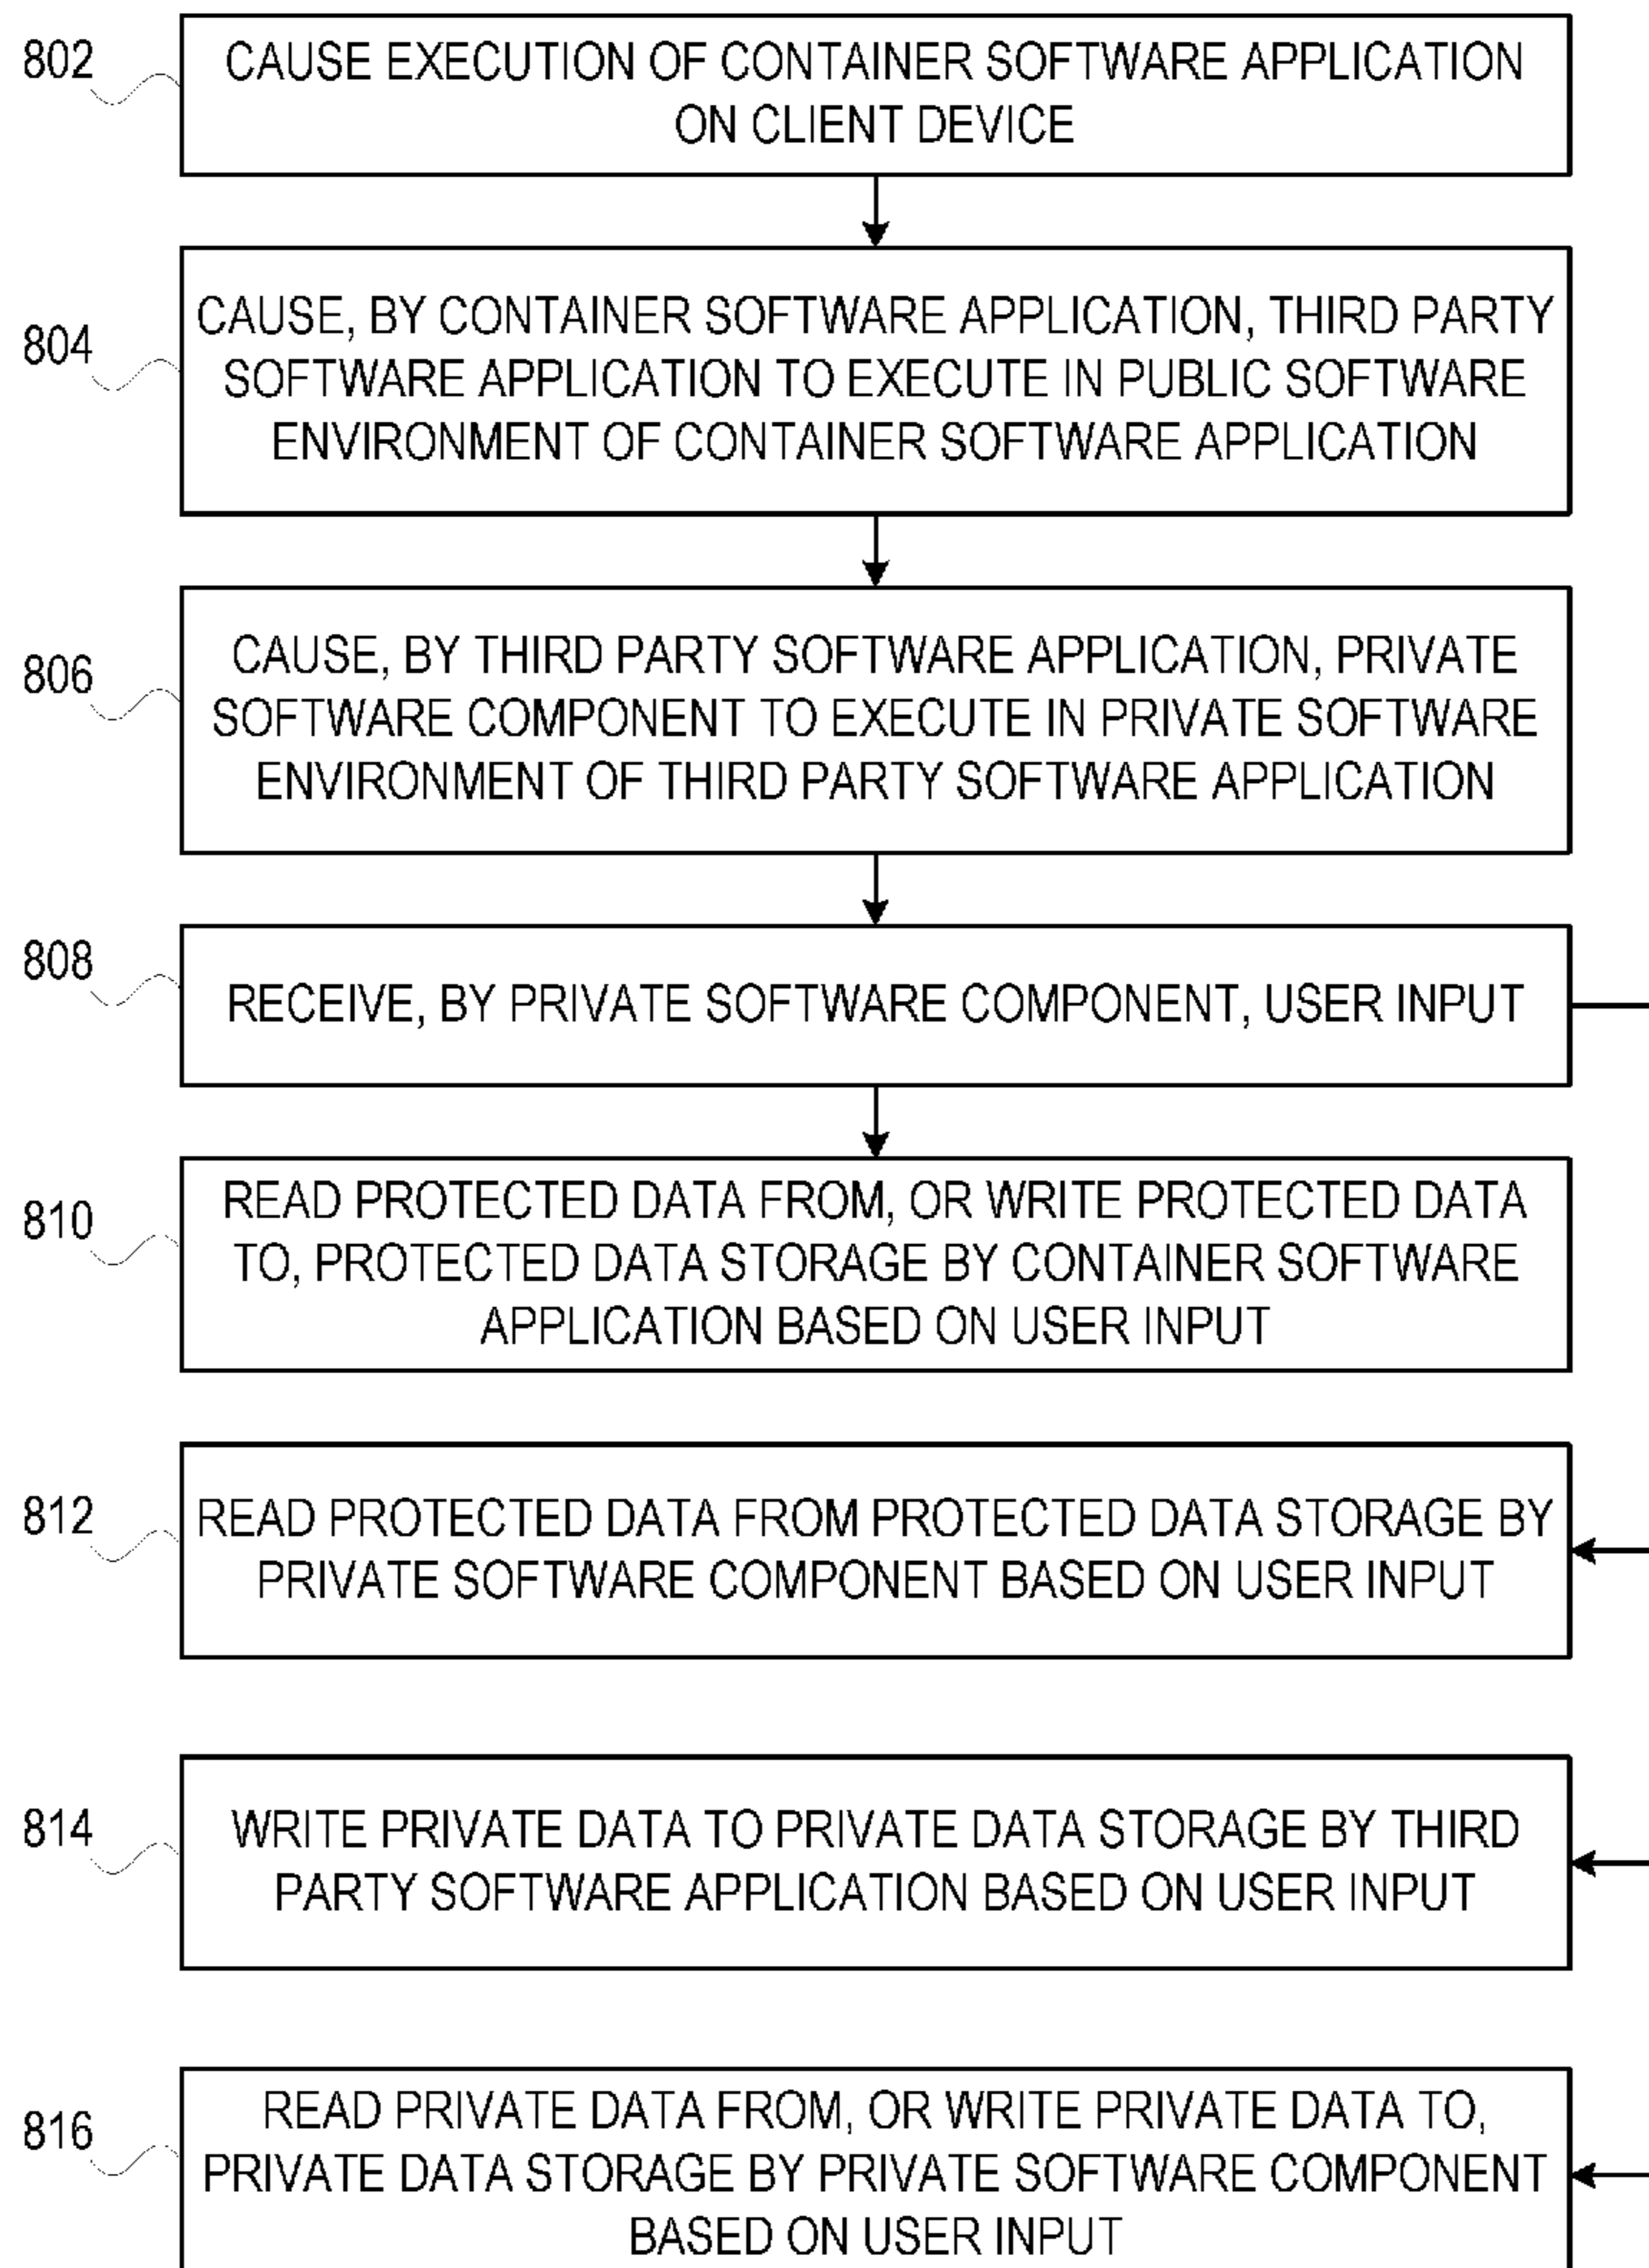 802
CAUSE EXECUTION OF CONTAINER SOFTWARE APPLICATION
ON CLIENT DEVICE
804
CAUSE, BY CONTAINER SOFTWARE APPLICATION, THIRD PARTY
SOFTWARE APPLICATION TO EXECUTE IN PUBLIC SOFTWARE
ENVIRONMENT OF CONTAINER SOFTWARE APPLICATION
806
CAUSE, BY THIRD PARTY SOFTWARE APPLICATION, PRIVATE
SOFTWARE COMPONENT TO EXECUTE IN PRIVATE SOFTWARE
ENVIRONMENT OF THIRD PARTY SOFTWARE APPLICATION
808
RECEIVE, BY PRIVATE SOFTWARE COMPONENT, USER INPUT
810
READ PROTECTED DATA FROM, OR WRITE PROTECTED DATA
TO, PROTECTED DATA STORAGE BY CONTAINER SOFTWARE
APPLICATION BASED ON USER INPUT
812
READ PROTECTED DATA FROM PROTECTED DATA STORAGE BY
PRIVATE SOFTWARE COMPONENT BASED ON USER INPUT
814
WRITE PRIVATE DATA TO PRIVATE DATA STORAGE BY THIRD
PARTY SOFTWARE APPLICATION BASED ON USER INPUT
816
READ PRIVATE DATA FROM, OR WRITE PRIVATE DATA TO,
PRIVATE DATA STORAGE BY PRIVATE SOFTWARE COMPONENT
BASED ON USER INPUT